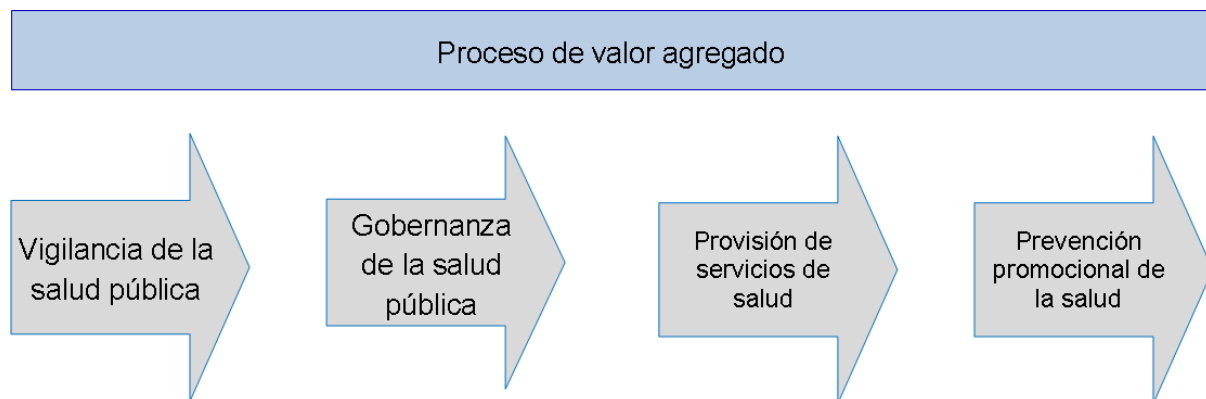 Proceso de valor agregado
Vigilancia de la
salud pública
Gobernanza
de la salud
pública
Provisión de
servicios de
salud
Prevención
promocional de
la salud